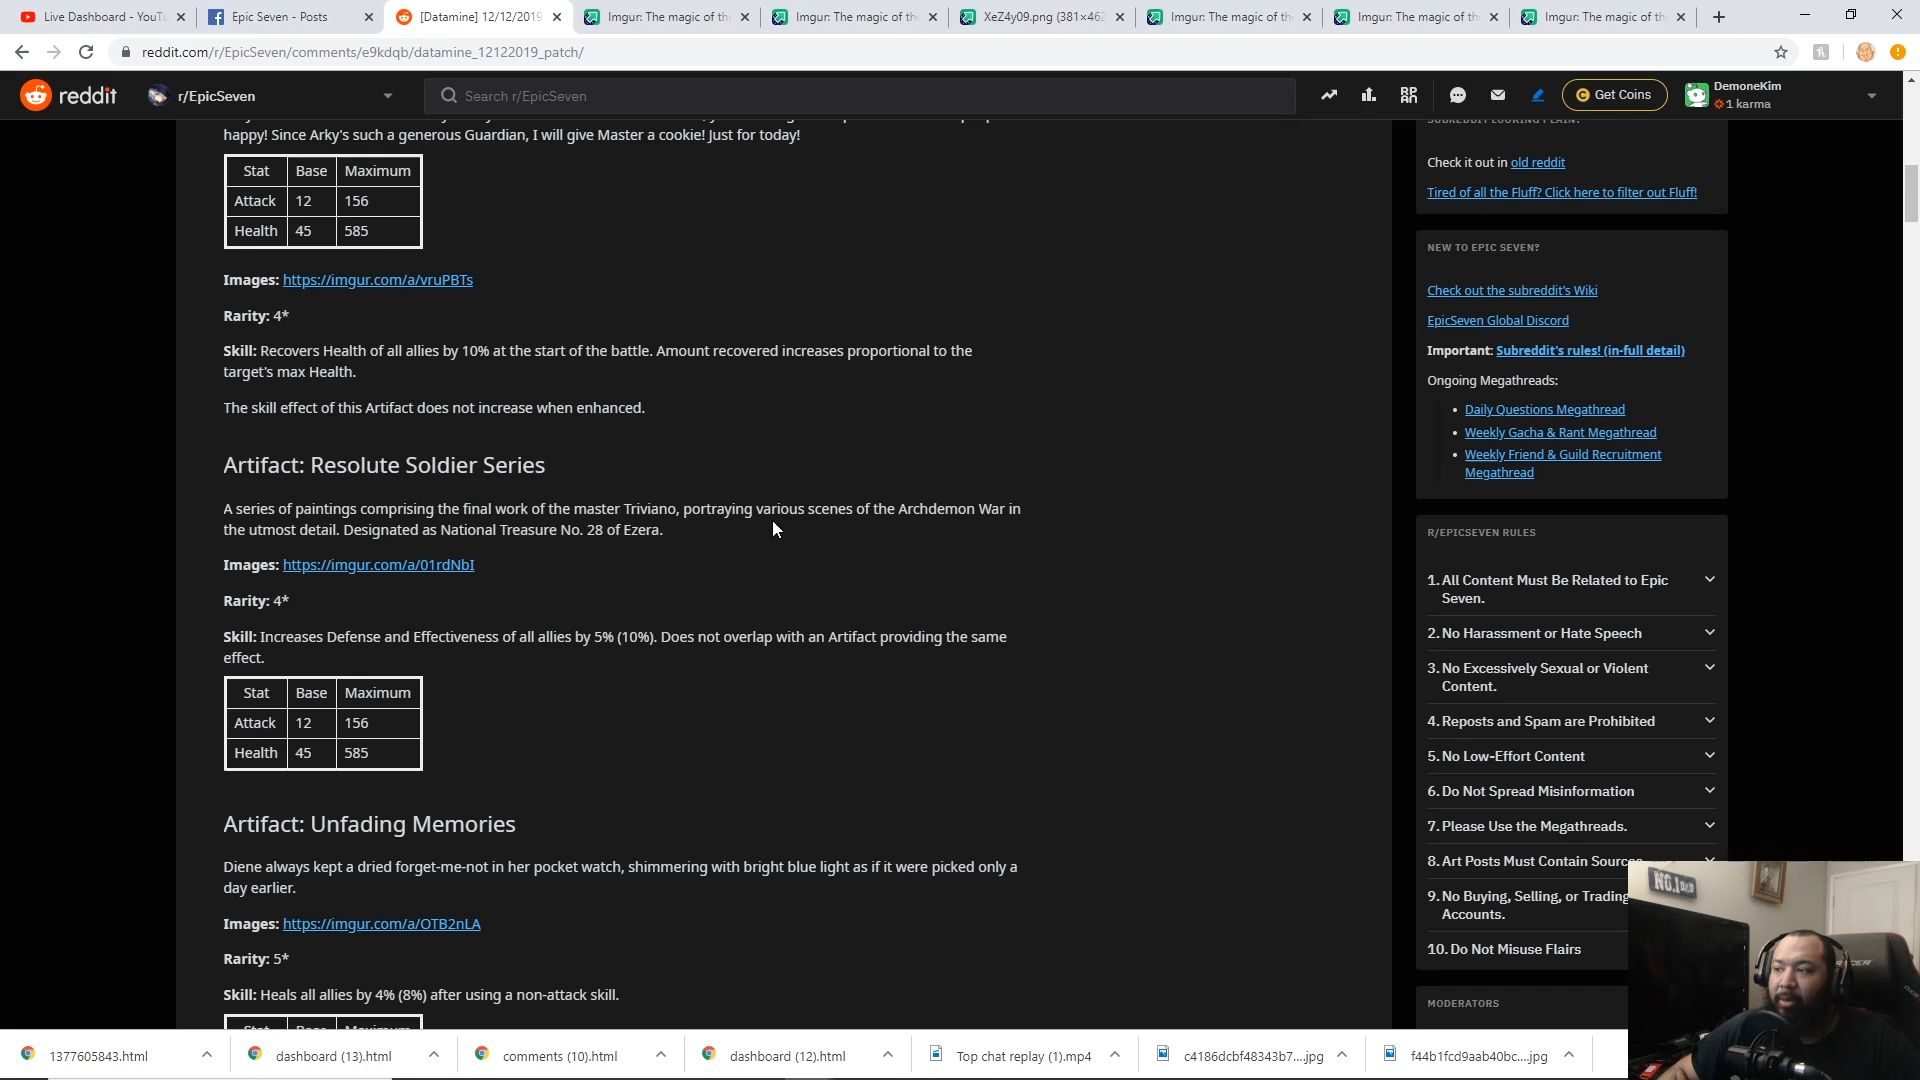 Live Dashboard - YouTu
Epic Seven - Posts
[Datamine] 12/12/2019
Imgur: The magic of th
Imgur: The magic of th
XeZ4y09.png (381×462
Imgur: The magic of th
Imgur: The magic of th
Imgur: The magic of th
reddit.com/r/EpicSeven/comments/e9kdqb/datamine_12122019_patch/
reddit
r/EpicSeven
Search r/EpicSeven
Get Coins
DemoneKim
1 karma
happy! Since Arky's such a generous Guardian, I will give Master a cookie! Just for today!
Stat Base Maximum
Attack 12 156
Health 45 585
Images: https://imgur.com/a/vruPBTs
Rarity: 4*
Skill: Recovers Health of all allies by 10% at the start of the battle. Amount recovered increases proportional to the
target's max Health.
The skill effect of this Artifact does not increase when enhanced.
Artifact: Resolute Soldier Series
A series of paintings comprising the final work of the master Triviano, portraying various scenes of the Archdemon War in
the utmost detail. Designated as National Treasure No. 28 of Ezera.
Images: https://imgur.com/a/01rdNbI
Rarity: 4*
Skill: Increases Defense and Effectiveness of all allies by 5% (10%). Does not overlap with an Artifact providing the same
effect.
Stat Base Maximum
Attack 12 156
Health 45 585
Artifact: Unfading Memories
Diene always kept a dried forget-me-not in her pocket watch, shimmering with bright blue light as if it were picked only a
day earlier.
Images: https://imgur.com/a/OTB2nLA
Rarity: 5*
Skill: Heals all allies by 4% (8%) after using a non-attack skill.
Stat Base Maximum
SUBREDDIT LOOKING PLAIN?
Check it out in old reddit
Tired of all the Fluff? Click here to filter out Fluff!
NEW TO EPIC SEVEN?
Check out the subreddit's Wiki
EpicSeven Global Discord
Important: Subreddit's rules! (in-full detail)
Ongoing Megathreads:
• Daily Questions Megathread
• Weekly Gacha & Rant Megathread
• Weekly Friend & Guild Recruitment
Megathread
R/EPICSEVEN RULES
1. All Content Must Be Related to Epic
Seven.
2. No Harassment or Hate Speech
3. No Excessively Sexual or Violent
Content.
4. Reposts and Spam are Prohibited
5. No Low-Effort Content
6. Do Not Spread Misinformation
7. Please Use the Megathreads.
8. Art Posts Must Contain Source
9. No Buying, Selling, or Trading
Accounts.
10. Do Not Misuse Flairs
MODERATORS
NO.1
1377605843.html
dashboard (13).html
comments (10).html
dashboard (12).html
Top chat replay (1).mp4
c4186dcbf48343b7....jpg
f44b1fcd9aab40bc....jpg